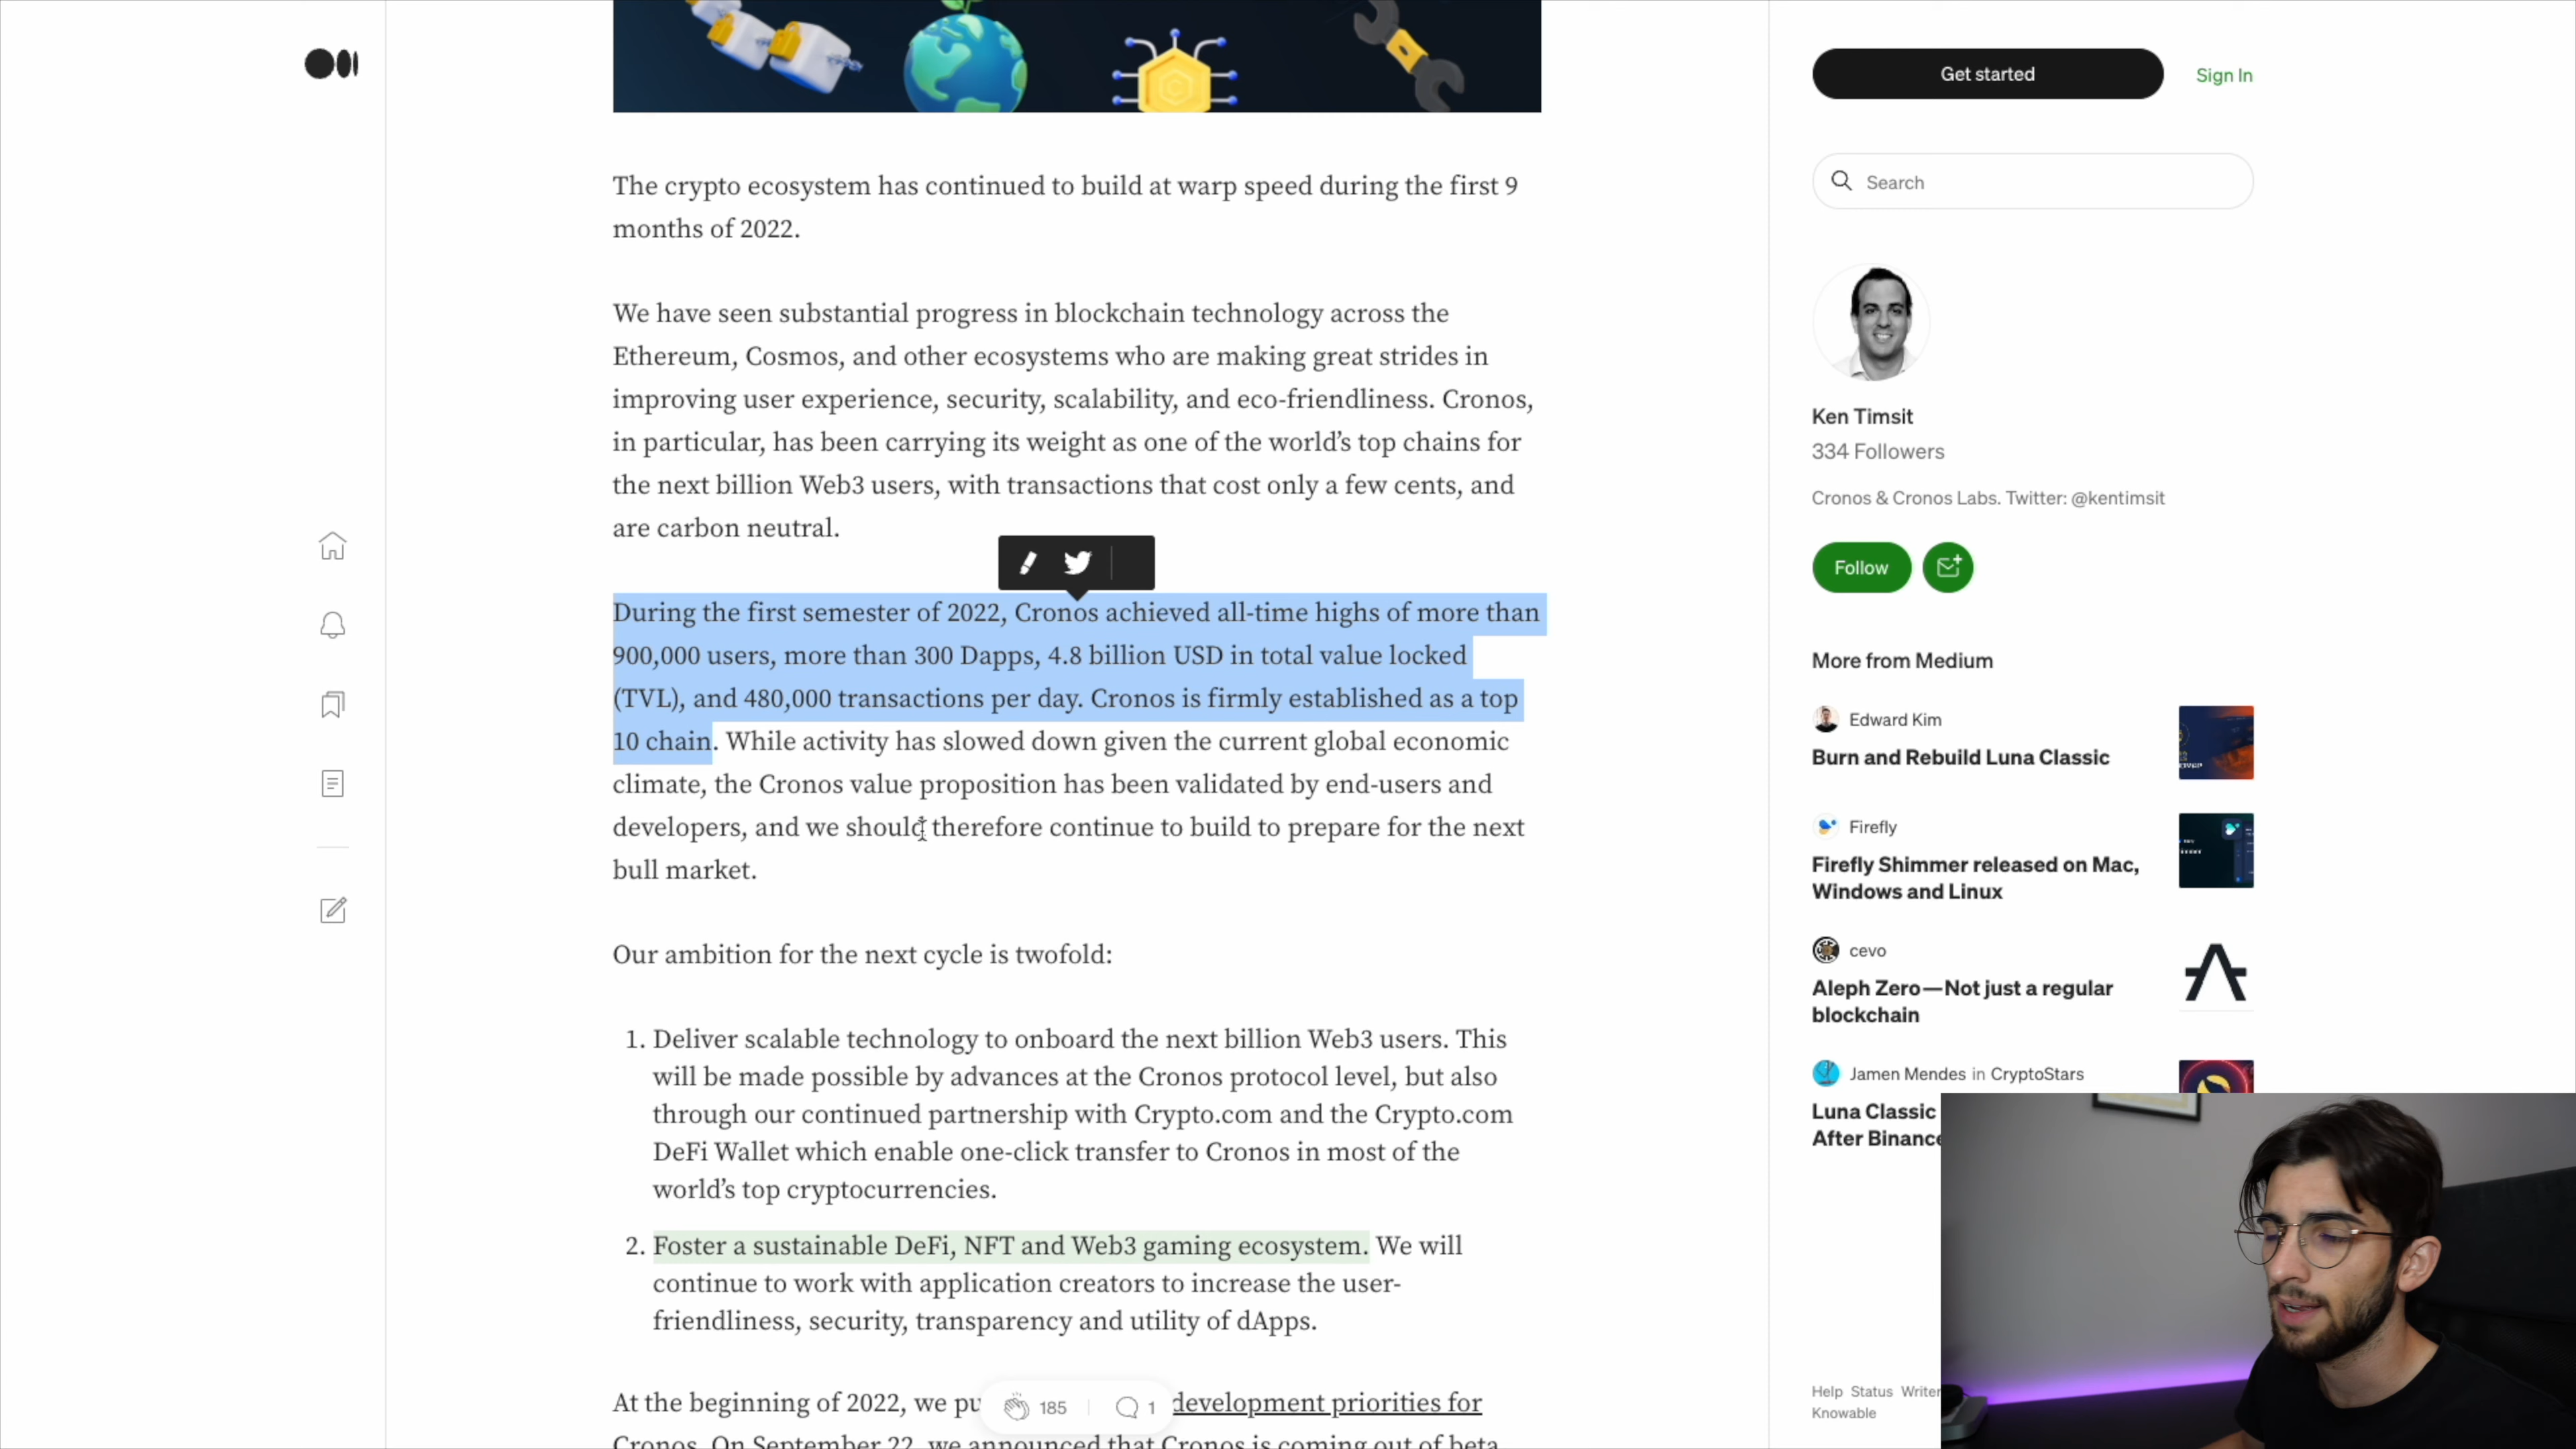 The crypto ecosystem has continued to build at warp speed during the first 9
months of 2022.
We have seen substantial progress in blockchain technology across the
Ethereum, Cosmos, and other ecosystems who are making great strides in
improving user experience, security, scalability, and eco-friendliness. Cronos,
in particular, has been carrying its weight as one of the world’s top chains for
the next billion Web3 users, with transactions that cost only a few cents, and
are carbon neutral.
During the first semester of 2022, Cronos achieved all-time highs of more than
900,000 users, more than 300 Dapps, 4.8 billion USD in total value locked
(TVL), and 480,000 transactions per day. Cronos is firmly established as a top
10 chain. While activity has slowed down given the current global economic
climate, the Cronos value proposition has been validated by end-users and
developers, and we should therefore continue to build to prepare for the next
bull market.
Our ambition for the next cycle is twofold:
1. Deliver scalable technology to onboard the next billion Web3 users. This
will be made possible by advances at the Cronos protocol level, but also
through our continued partnership with Crypto.com and the Crypto.com
DeFi Wallet which enable one-click transfer to Cronos in most of the
world’s top cryptocurrencies.
2. Foster a sustainable DeFi, NFT and Web3 gaming ecosystem. We will
continue to work with application creators to increase the user-
friendliness, security, transparency and utility of dApps.
At the beginning of 2022, we pu
185
1
development priorities for
Cronos. On September 22, we announced that Cronos is coming out of beta
Get started
Sign In
Search
Ken Timsit
334 Followers
Cronos & Cronos Labs. Twitter: @kentimsit
Follow
More from Medium
Edward Kim
Burn and Rebuild Luna Classic
Firefly
Firefly Shimmer released on Mac,
Windows and Linux
cevo
Aleph Zero—Not just a regular
blockchain
Jamen Mendes in CryptoStars
Luna Classic
After Binance
Help Status Writer
Knowable